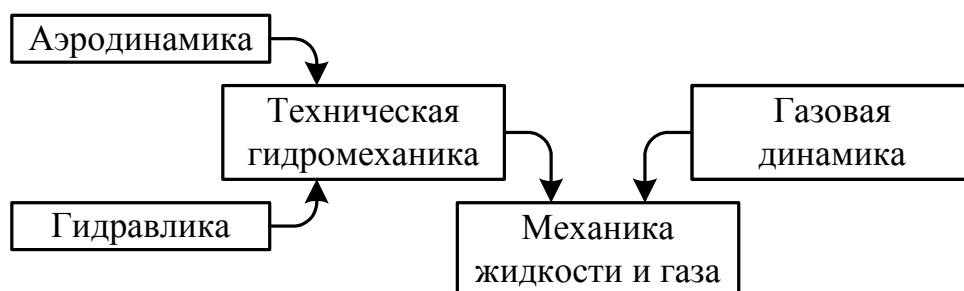 Аэродинамика
Техническая
гидромеханика
Газовая
динамика
Гидравлика
Механика
жидкости и газа